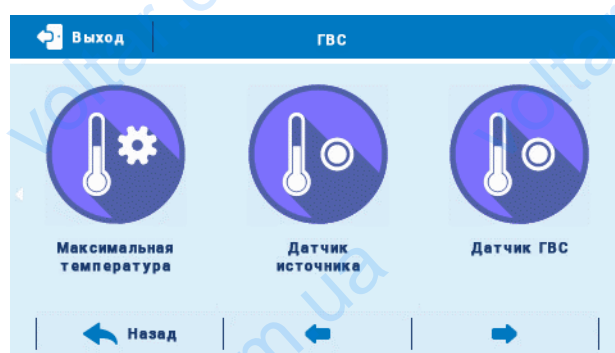 Выход
ГВС
Максимальная
температура
Датчик
источника
Датчик ГВС
Назад